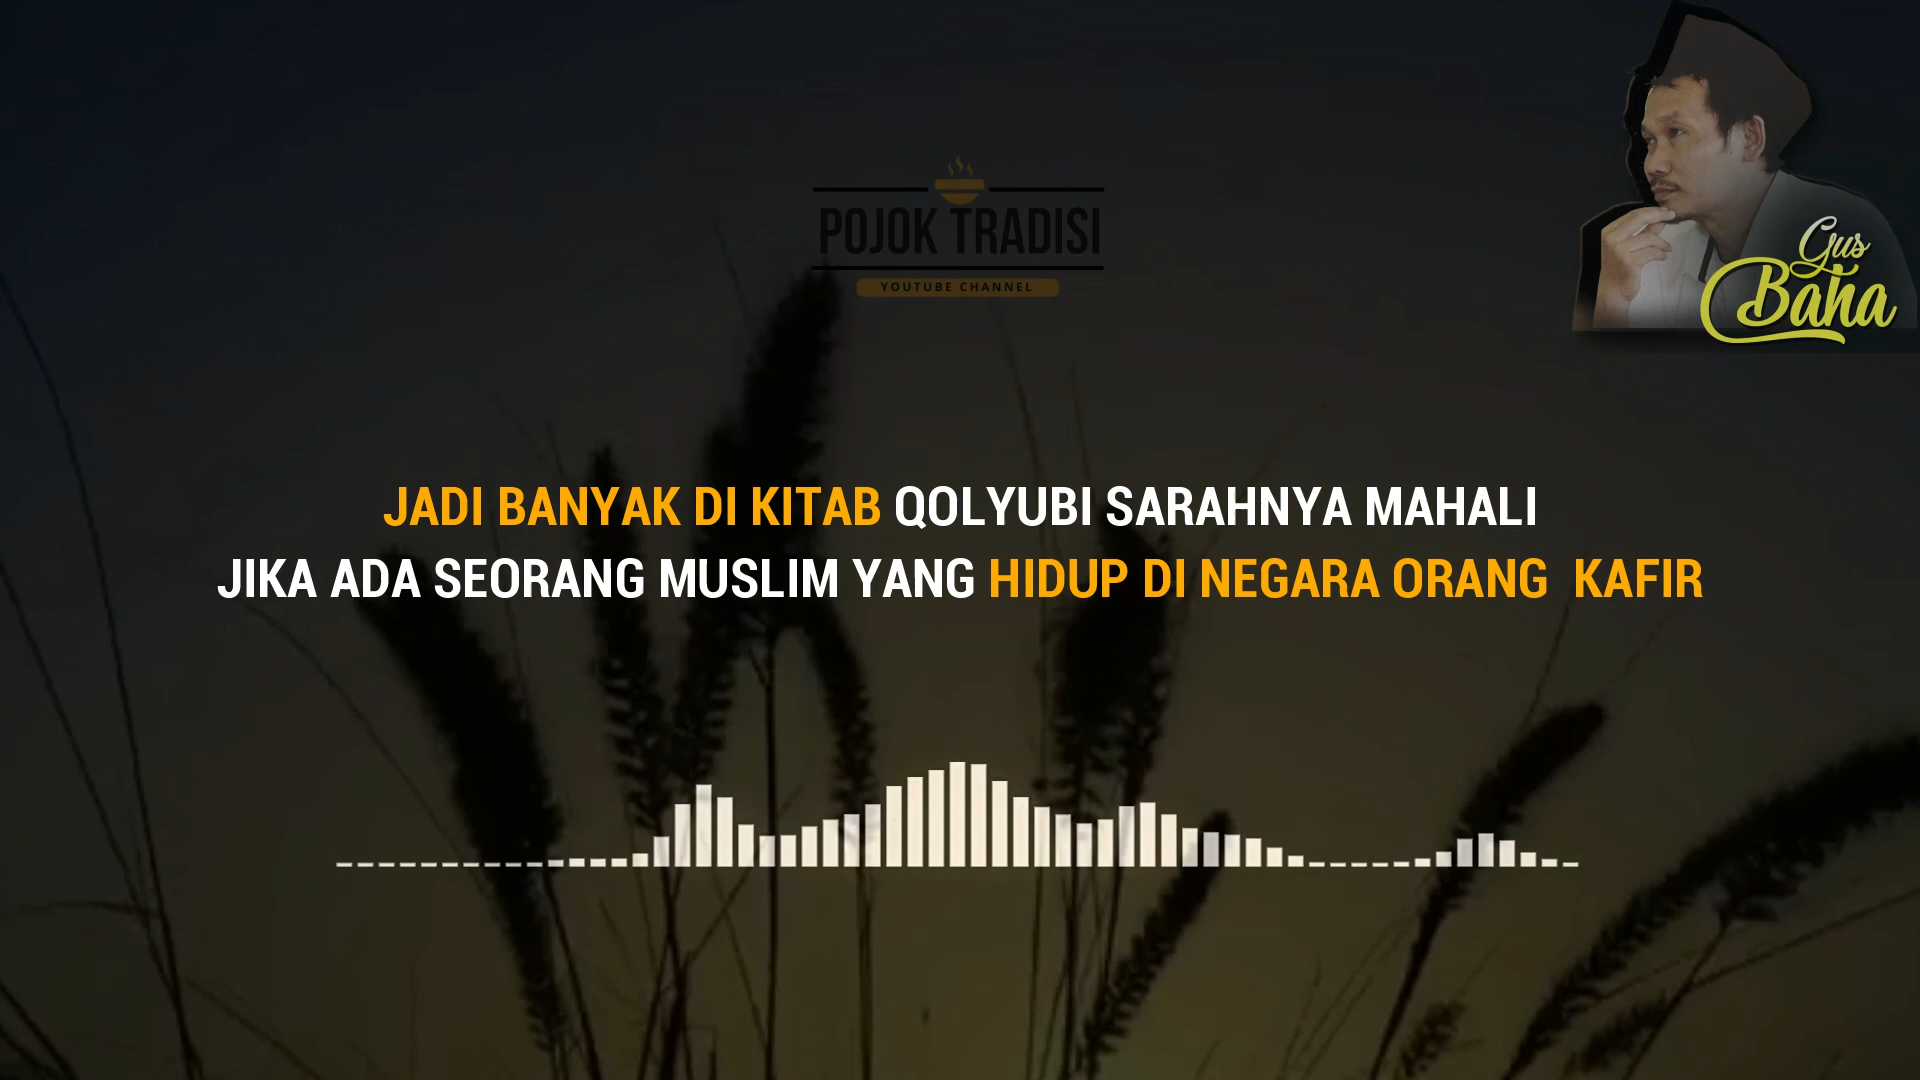 POJOK TRADISI
YOUTUBE CHANNEL
Gus
Baha
JADI BANYAK DI KITAB QOLYUBI SARAHNYA MAHALI
JIKA ADA SEORANG MUSLIM YANG HIDUP DI NEGARA ORANG  KAFIR